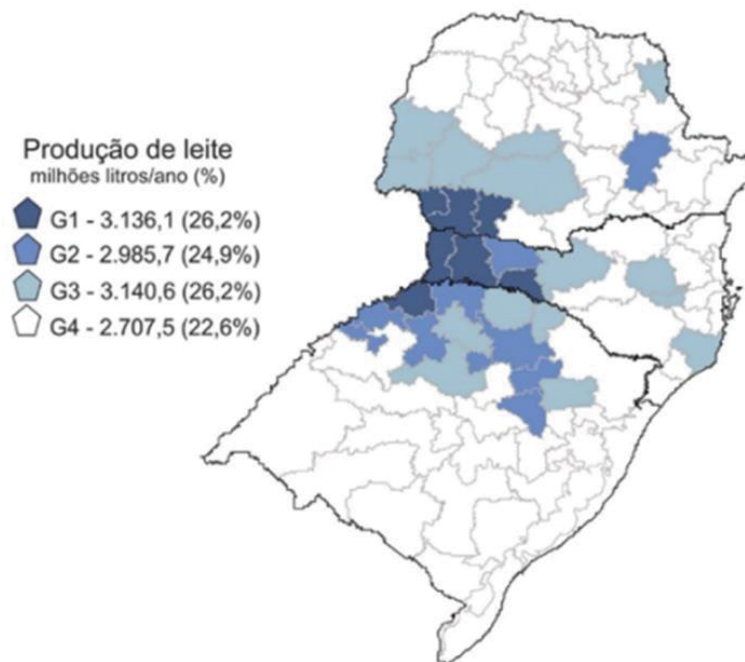 Produção de leite
milhões litros/ano (%)
G1 - 3.136,1 (26,2%)
G2 - 2.985,7 (24,9%)
G3 - 3.140,6 (26,2%)
G4 - 2.707,5 (22,6%)